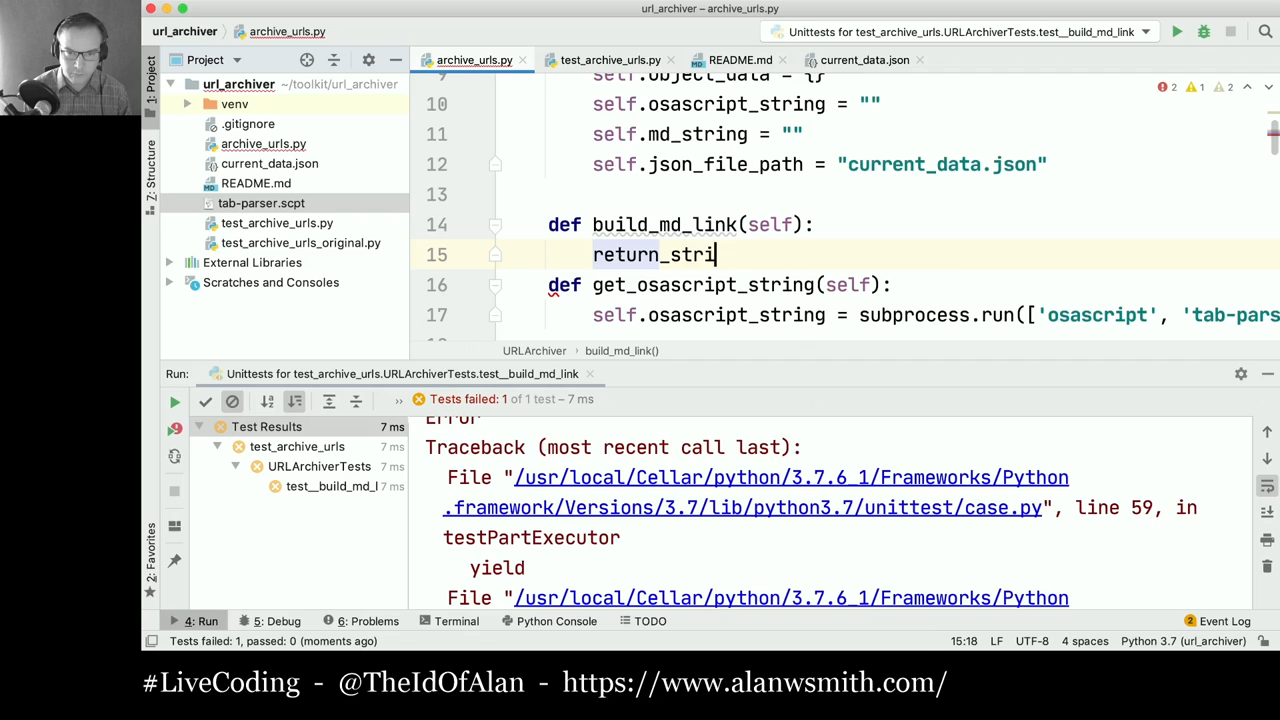 url_archiver – archive_urls.py
url_archiver archive_urls.py
Unittests for test_archive_urls.URLArchiverTests.test__build_md_link
Project
archive_urls.py test_archive_urls.py README.md current_data.json
1: Project
Z: Structure
2: Favorites
url_archiver ~/toolkit/url_archiver
venv
.gitignore
archive_urls.py
current_data.json
README.md
tab-parser.scpt
test_archive_urls.py
test_archive_urls_original.py
External Libraries
Scratches and Consoles
9 self.object_data = {}
10 self.osascript_string = ""
11 self.md_string = ""
12 self.json_file_path = "current_data.json"
13
14 def build_md_link(self):
15 return_stri
16 def get_osascript_string(self):
17 self.osascript_string = subprocess.run(['osascript', 'tab-pars
2 1 2
URLArchiver build_md_link()
Run: Unittests for test_archive_urls.URLArchiverTests.test__build_md_link
» Tests failed: 1 of 1 test – 7 ms
Test Results 7 ms
test_archive_urls 7 ms
URLArchiverTests 7 ms
test__build_md_l 7 ms
Error
Traceback (most recent call last):
File "/usr/local/Cellar/python/3.7.6_1/Frameworks/Python
.framework/Versions/3.7/lib/python3.7/unittest/case.py", line 59, in
testPartExecutor
yield
File "/usr/local/Cellar/python/3.7.6_1/Frameworks/Python
4: Run 5: Debug 6: Problems Terminal Python Console TODO 2 Event Log
Tests failed: 1, passed: 0 (moments ago) 15:18 LF UTF-8 4 spaces Python 3.7 (url_archiver)
#LiveCoding - @TheIdOfAlan - https://www.alanwsmith.com/